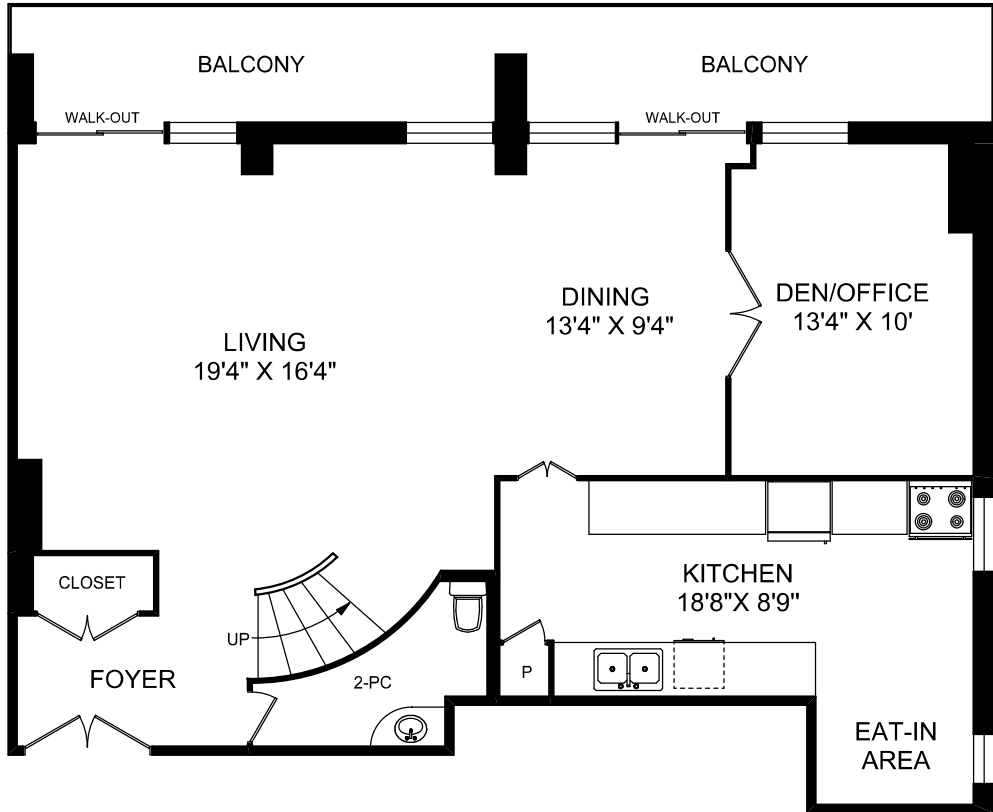 BALCONY
BALCONY
WALK-OUT
WALK-OUT
DINING
13'4" X 9'4"
DEN/OFFICE
13'4" X 10'
LIVING
19'4" X 16'4"
CLOSET
KITCHEN
18'8"X 8'9"
UP
FOYER
2-PC
P
EAT-IN
AREA